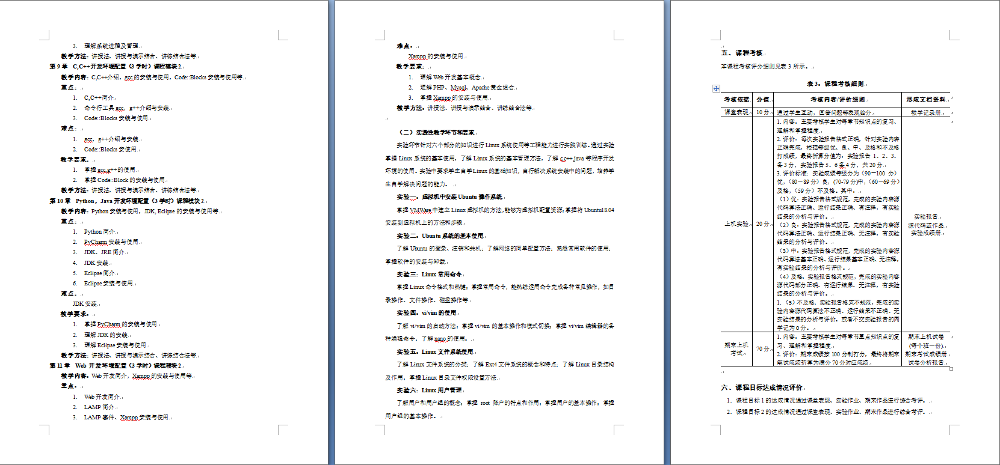 3. 理解系统进程及管理
教学方法：讲授法、讲授与演示结合、讲练结合法等
第 9 章 C,C++开发环境配置（3 学时）课程模块 2
教学内容：C,C++介绍，gcc 的安装与使用，Code::Blocks 安装与使用等
重点：
1. C,C++简介
2. 命令行工具 gcc，g++介绍与安装
3. Code::Blocks 安装与使用
难点：
1. gcc，g++介绍与安装
2. Code::Blocks 安使用
教学要求：
1. 掌握 gcc,g++的使用
2. 掌握 Code::Block 的安装与使用
教学方法：讲授法、讲授与演示结合、讲练结合法等
第 10 章 Python，Java 开发环境配置（3 学时）课程模块 2
教学内容：Python 安装与使用，JDK, Eclipse 的安装与使用等
重点：
1. Python 简介
2. PyCharm 安装与使用
3. JDK、JRE 简介
4. JDK 安装
5. Eclipse 简介
6. Eclipse 安装与使用
难点：
JDK 安装
教学要求：
1. 掌握 PyCharm 的安装与使用
2. 理解 JDK 的安装
3. 理解 Eclipse 安装与使用
教学方法：讲授法、讲授与演示结合、讲练结合法等
第 11 章 Web 开发环境配置（3 学时）课程模块 2
教学内容：Web 开发简介，Xampp 的安装与使用等
重点：
1. Web 开发简介
2. LAMP 简介
3. LAMP 套件、Xampp 安装与使用
难点：
Xampp 的安装与使用
教学要求：
1. 理解 Web 开发基本概念
2. 理解 PHP、Mysql、Apache 黄金组合
3. 掌握 Xampp 的安装与使用
教学方法：讲授法、讲授与演示结合、讲练结合法等
（二）实践性教学环节和要求
实验环节针对六个部分的知识进行 Linux 系统使用等工程能力进行实践训练。通过实验
掌握 Linux 系统的基本使用，了解 Linux 系统的基本管理方法，了解 c,c++,java 等程序开发
环境的使用。实验中要求学生自学 Linux 的基础知识，自行解决系统安装中的问题，培养学
生自学解决问题的能力。
实验一：虚拟机中安装 Ubuntu 操作系统
掌握 VMWare 中建立 Linux 虚拟机的方法，能够为虚拟机配置资源；掌握将 Ubuntu18.04
安装到虚拟机上的方法和步骤
实验二：Ubuntu 系统的基本使用
了解 Ubuntu 的登录、注销和关机；了解网络的简单配置方法；熟悉常用软件的使用；
掌握软件的安装与卸载
实验三：Linux 常用命令
掌握 Linux 命令格式和热键；掌握常用命令，能熟练运用命令完成各种常见操作，如目
录操作、文件操作、磁盘操作等
实验四：vi/vim 的使用
了解 vi/vim 的启动方法；掌握 vi/vim 的基本操作和模式切换；掌握 vi/vim 编辑器的各
种编辑命令；了解 nano 的使用。
实验五：Linux 文件系统使用
了解 Linux 文件系统的分类；了解 Ext4 文件系统的概念和特点；了解 Linux 目录结构
及作用；掌握 Linux 目录文件权限设置方法
实验六：Linux 用户管理
了解用户和用户组的概念；掌握 root 账户的特点和作用；掌握用户的基本操作；掌握
用户组的基本操作。
五、课程考核
本课程考核评分细则见表 3 所示。
表 3：课程考核细则
考核依据 分值 考核内容/评价细则 形成文档资料
课堂表现 10 分 通过学生互动，回答问题等表现给分 教学记录册
上机实验 20 分
1. 内容：主要考核学生对每章节知识点的复习、
理解和掌握程度
2. 评价：每次实验报告格式正确，针对实验内容
正确完成，根据等级优、良、中、及格和不及格
打成绩，最终折算分值为：实验报告 1、2、3、
各 3 分，实验报告 5、6 各 4 分，共 20 分
3. 评价标准：实验成绩等级分为（90－100 分）
优，（80－89 分）良，(70-79 分)中，（60－69 分）
及格，（59 分）不及格。其中：
（1）优：实验报告格式规范，完成的实验内容源
代码算法正确、运行结果正确、有注释，有实验
结果的分析与评价。
（2）良：实验报告格式规范，完成的实验内容源
代码算法正确、运行结果正确、无注释，有实验
结果的分析与评价。
（3）中：实验报告格式规范，完成的实验内容源
代码算法基本正确、运行结果基本正确、无注释，
有实验结果的分析与评价。
（4）及格：实验报告格式规范，完成的实验内容
源代码部分正确、有运行结果、无注释，有实验
结果的分析与评价。
1. （5）不及格：实验报告格式不规范，完成的实
验内容源代码算法不正确、运行结果不正确、无
实验结果的分析与评价。或者不交实验报告的同
学记为 0 分。
实验报告
源代码或作品
实验成绩册
期末上机
考试
70 分
1. 内容：主要考核学生对每章节重点知识点的复
习、理解和掌握程度
2. 评价：期末成绩按 100 分制打分，最终将期末
笔试成绩折算为满分 70 分对应成绩
期末上机试卷
(每个班一份)
期末考试成绩册
试卷分析报告
六、课程目标达成情况评价
1. 课程目标 1 的达成情况通过课堂表现、实验作业、期末作品进行综合考评。
2. 课程目标 2 的达成情况通过课堂表现、实验作业、期末作品进行综合考评。